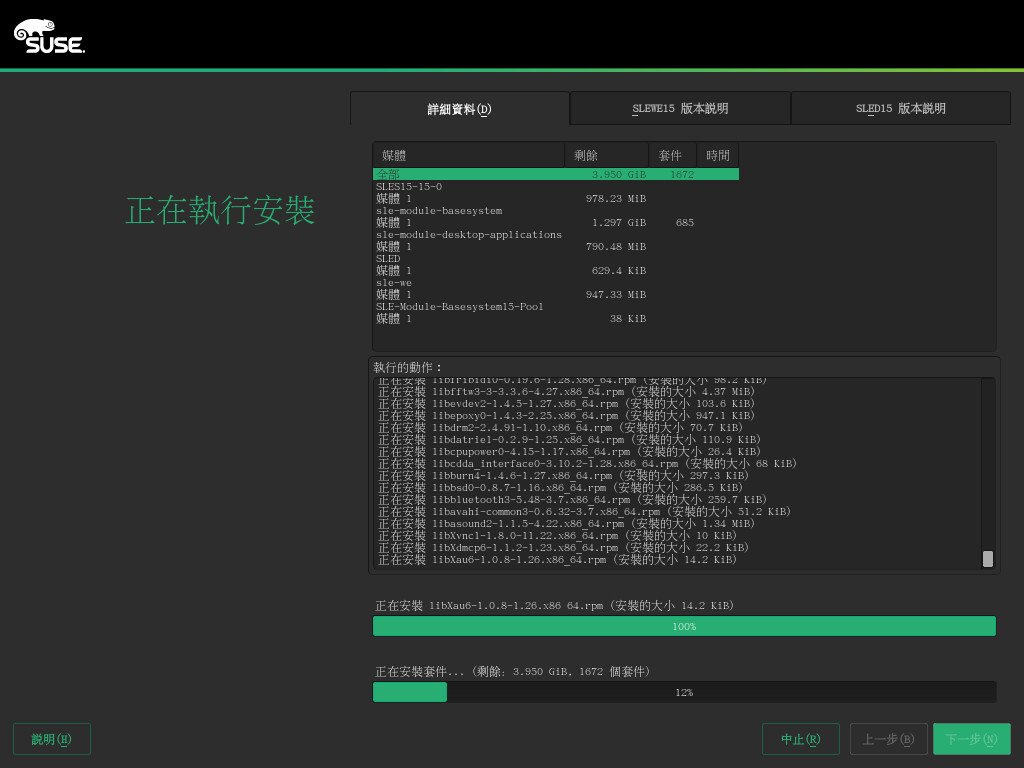 SUSE
詳細資料(D) SLEWE15 版本說明 SLED15 版本說明
正在執行安裝
媒體 剩餘 套件 時間
全部 3.950 GiB 1672
SLES15-15-0
媒體 1 978.23 MiB
sle-module-basesystem
媒體 1 1.297 GiB 685
sle-module-desktop-applications
媒體 1 790.48 MiB
SLED
媒體 1 629.4 KiB
sle-we
媒體 1 947.33 MiB
SLE-Module-Basesystem15-Pool
媒體 1 38 KiB
執行的動作：
正在安裝 libfribidi0-0.19.6-1.28.x86_64.rpm (安裝的大小 98.2 KiB)
正在安裝 libfftw3-3-3.3.6-4.27.x86_64.rpm (安裝的大小 4.37 MiB)
正在安裝 libevdev2-1.4.5-1.27.x86_64.rpm (安裝的大小 103.6 KiB)
正在安裝 libepoxy0-1.4.3-2.25.x86_64.rpm (安裝的大小 947.1 KiB)
正在安裝 libdrm2-2.4.91-1.10.x86_64.rpm (安裝的大小 70.7 KiB)
正在安裝 libdatrie1-0.2.9-1.25.x86_64.rpm (安裝的大小 110.9 KiB)
正在安裝 libcpupower0-4.15-1.17.x86_64.rpm (安裝的大小 26.4 KiB)
正在安裝 libcdda_interface0-3.10.2-1.28.x86_64.rpm (安裝的大小 68 KiB)
正在安裝 libburn4-1.4.6-1.27.x86_64.rpm (安裝的大小 297.3 KiB)
正在安裝 libbsd0-0.8.7-1.16.x86_64.rpm (安裝的大小 286.5 KiB)
正在安裝 libbluetooth3-5.48-3.7.x86_64.rpm (安裝的大小 259.7 KiB)
正在安裝 libavahi-common3-0.6.32-3.7.x86_64.rpm (安裝的大小 51.2 KiB)
正在安裝 libasound2-1.1.5-4.22.x86_64.rpm (安裝的大小 1.34 MiB)
正在安裝 libXvnc1-1.8.0-11.22.x86_64.rpm (安裝的大小 10 KiB)
正在安裝 libXdmcp6-1.1.2-1.23.x86_64.rpm (安裝的大小 22.2 KiB)
正在安裝 libXau6-1.0.8-1.26.x86_64.rpm (安裝的大小 14.2 KiB)
正在安裝 libXau6-1.0.8-1.26.x86 64.rpm (安裝的大小 14.2 KiB)
100%
正在安裝套件... (剩餘: 3.950 GiB, 1672 個套件)
12%
說明(H) 中止(R) 上一步(B) 下一步(N)